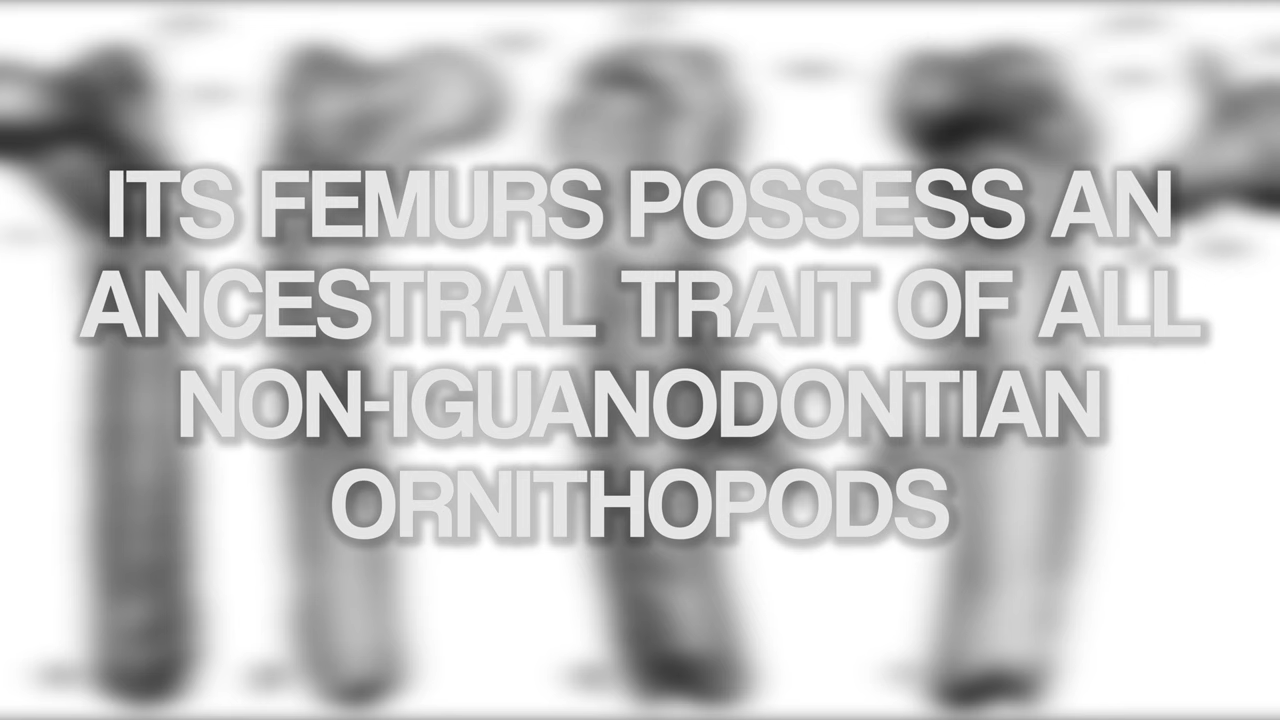 ITS FEMURS POSSESS AN
ANCESTRAL TRAIT OF ALL
NON-IGUANODONTIAN
ORNITHOPODS